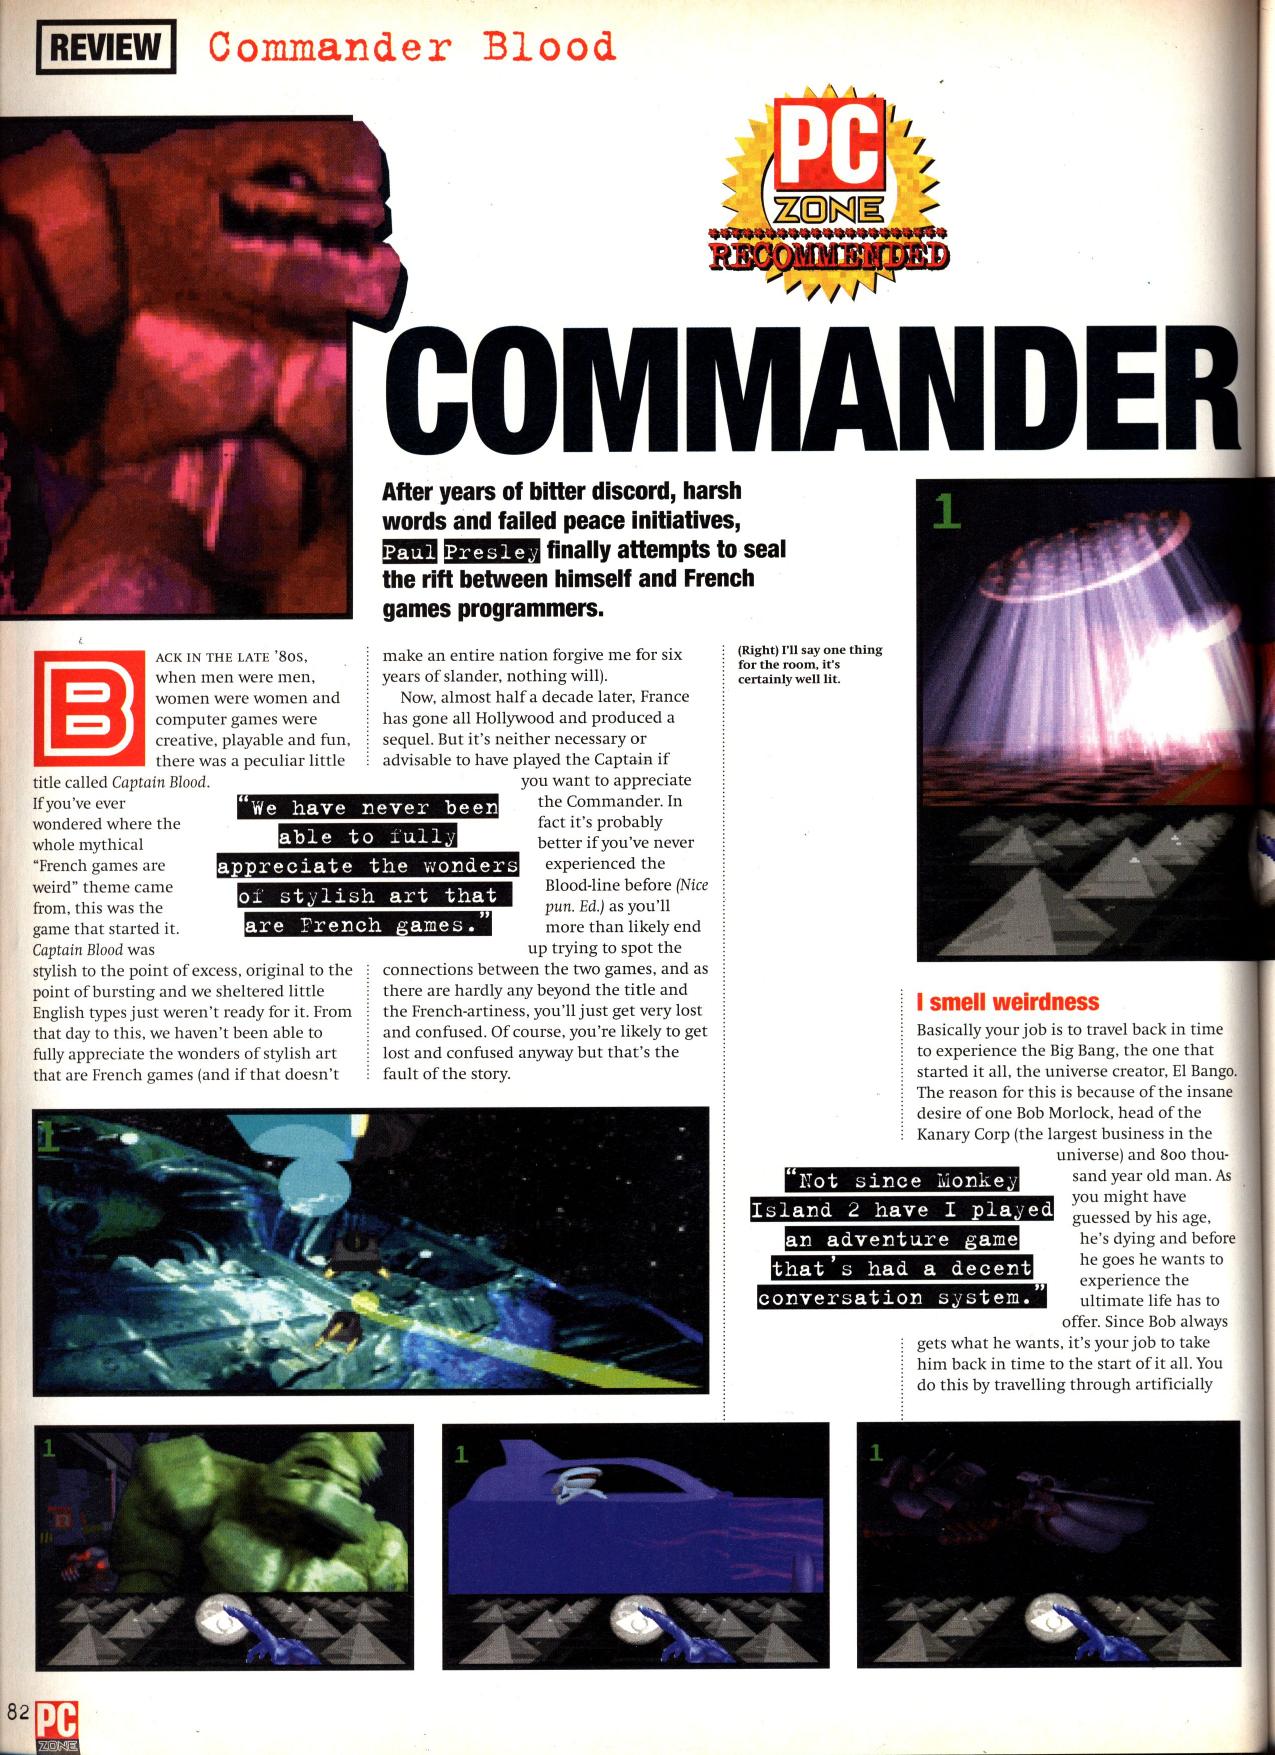 REVIEW Commander Blood
PC
ZONE
RECOMMENDED
COMMANDER
After years of bitter discord, harsh
words and failed peace initiatives,
Paul Presley finally attempts to seal
the rift between himself and French
games programmers.
BACK IN THE LATE '80S,
when men were men,
women were women and
computer games were
creative, playable and fun,
there was a peculiar little
title called Captain Blood.
If you've ever
wondered where the
whole mythical
“French games are
weird” theme came
from, this was the
game that started it.
Captain Blood was
stylish to the point of excess, original to the
point of bursting and we sheltered little
English types just weren't ready for it. From
that day to this, we haven't been able to
fully appreciate the wonders of stylish art
that are French games (and if that doesn't
“We have never been
able to fully
appreciate the wonders
of stylish art that
are French games.”
make an entire nation forgive me for six
years of slander, nothing will).
Now, almost half a decade later, France
has gone all Hollywood and produced a
sequel. But it's neither necessary or
advisable to have played the Captain if
you want to appreciate
the Commander. In
fact it's probably
better if you've never
experienced the
Blood-line before (Nice
pun. Ed.) as you'll
more than likely end
up trying to spot the
connections between the two games, and as
there are hardly any beyond the title and
the French-artiness, you'll just get very lost
and confused. Of course, you're likely to get
lost and confused anyway but that's the
fault of the story.
(Right) I'll say one thing
for the room, it's
certainly well lit.
1
I smell weirdness
Basically your job is to travel back in time
to experience the Big Bang, the one that
started it all, the universe creator, El Bango.
The reason for this is because of the insane
desire of one Bob Morlock, head of the
Kanary Corp (the largest business in the
universe) and 800 thou-
sand year old man. As
you might have
guessed by his age,
he's dying and before
he goes he wants to
experience the
ultimate life has to
offer. Since Bob always
gets what he wants, it's your job to take
him back in time to the start of it all. You
do this by travelling through artificially
“Not since Monkey
Island 2 have I played
an adventure game
that's had a decent
conversation system.”
1
1
1
1
82 PC
ZONE